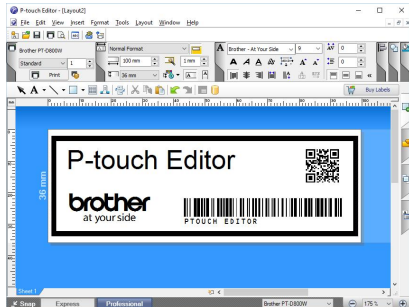 P-touch Editor - [Layout2]
File Edit View Insert Format Tools Layout Window Help
Brother PT-D800W
Standard 1
Print
Normal Format
100 mm 1 mm
36 mm
Brother - At Your Side 9
0
0
Buy Labels
36 mm
P-touch Editor
brother
at your side
PTOUCH EDITOR
Sheet 1
Snap Express Professional Brother PT-D800W 175 %